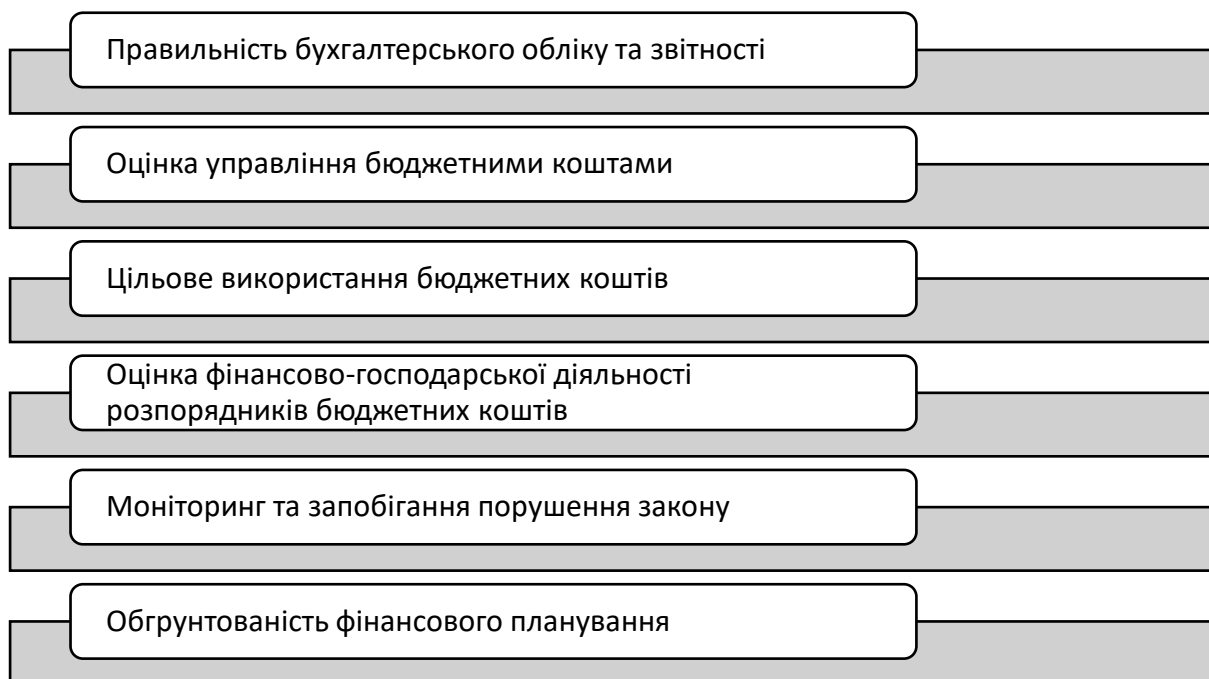 Правильність бухгалтерського обліку та звітності
Оцінка управління бюджетними коштами
Цільове використання бюджетних коштів
Оцінка фінансово-господарської діяльності
розпорядників бюджетних коштів
Моніторинг та запобігання порушення закону
Обгрунтованість фінансового планування